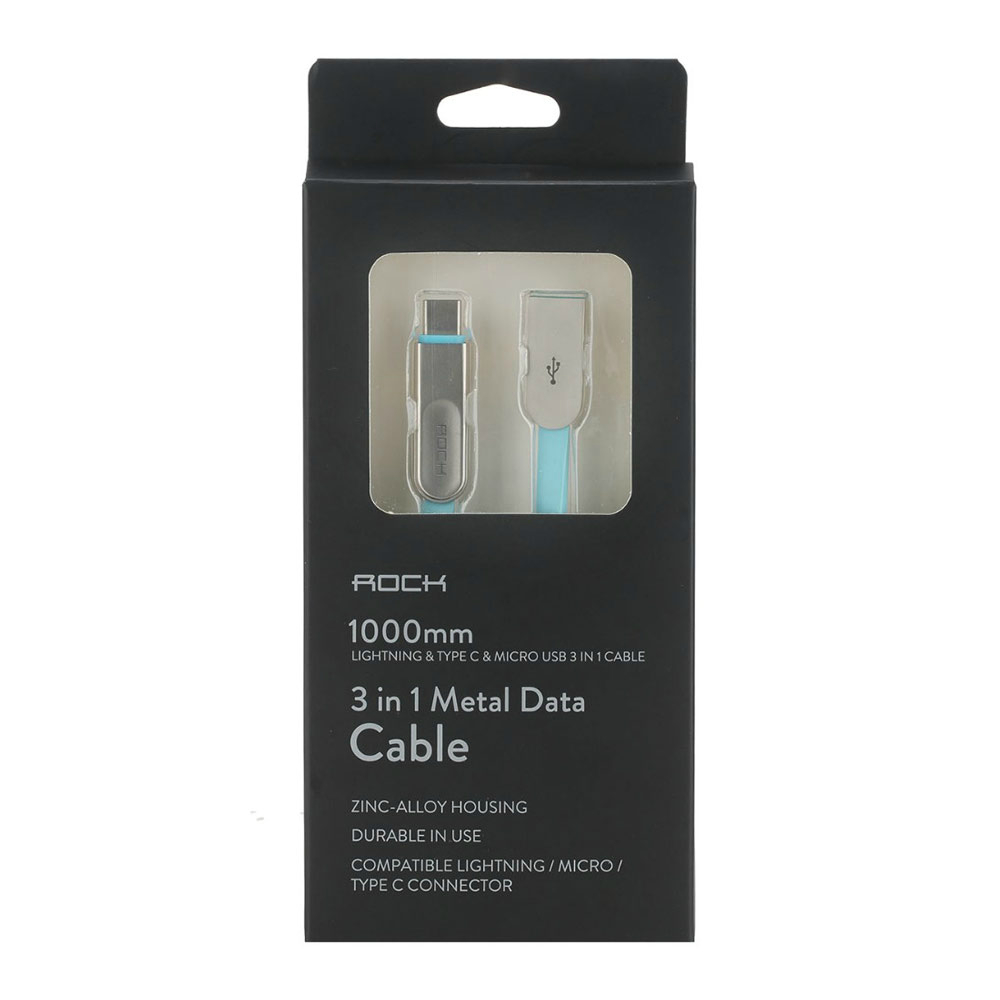 ROCK
ROCK
1000mm
LIGHTNING & TYPE C & MICRO USB 3 IN 1 CABLE
3 in 1 Metal Data
Cable
ZINC-ALLOY HOUSING
DURABLE IN USE
COMPATIBLE LIGHTNING / MICRO /
TYPE C CONNECTOR